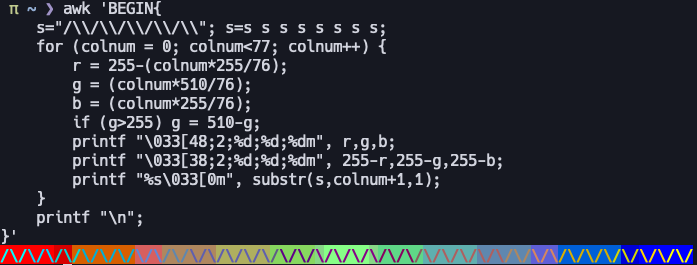 π ~ ❯ awk 'BEGIN{
    s="/\\/\\/\\/\\/\\"; s=s s s s s s s s;
    for (colnum = 0; colnum<77; colnum++) {
        r = 255-(colnum*255/76);
        g = (colnum*510/76);
        b = (colnum*255/76);
        if (g>255) g = 510-g;
        printf "\033[48;2;%d;%d;%dm", r,g,b;
        printf "\033[38;2;%d;%d;%dm", 255-r,255-g,255-b;
        printf "%s\033[0m", substr(s,colnum+1,1);
    }
    printf "\n";
}'
/\/\/\/\/\/\/\/\/\/\/\/\/\/\/\/\/\/\/\/\/\/\/\/\/\/\/\/\/\/\/\/\/\/\/\/\/\/\/